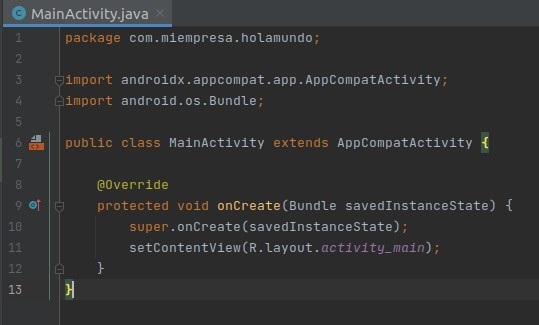 MainActivity.java
1 package com.miempresa.holamundo;
2
3 import androidx.appcompat.app.AppCompatActivity;
4 import android.os.Bundle;
5
6 public class MainActivity extends AppCompatActivity {
7
8     @Override
9     protected void onCreate(Bundle savedInstanceState) {
10         super.onCreate(savedInstanceState);
11         setContentView(R.layout.activity_main);
12     }
13 }